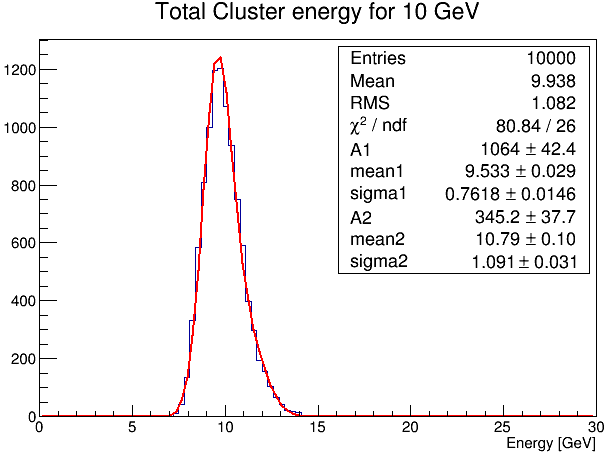 Total Cluster energy for 10 GeV
Entries 10000
Mean 9.938
RMS 1.082
χ² / ndf 80.84 / 26
A1 1064 ± 42.4
mean1 9.533 ± 0.029
sigma1 0.7618 ± 0.0146
A2 345.2 ± 37.7
mean2 10.79 ± 0.10
sigma2 1.091 ± 0.031
1200
1000
800
600
400
200
0
0 5 10 15 20 25 30
Energy [GeV]